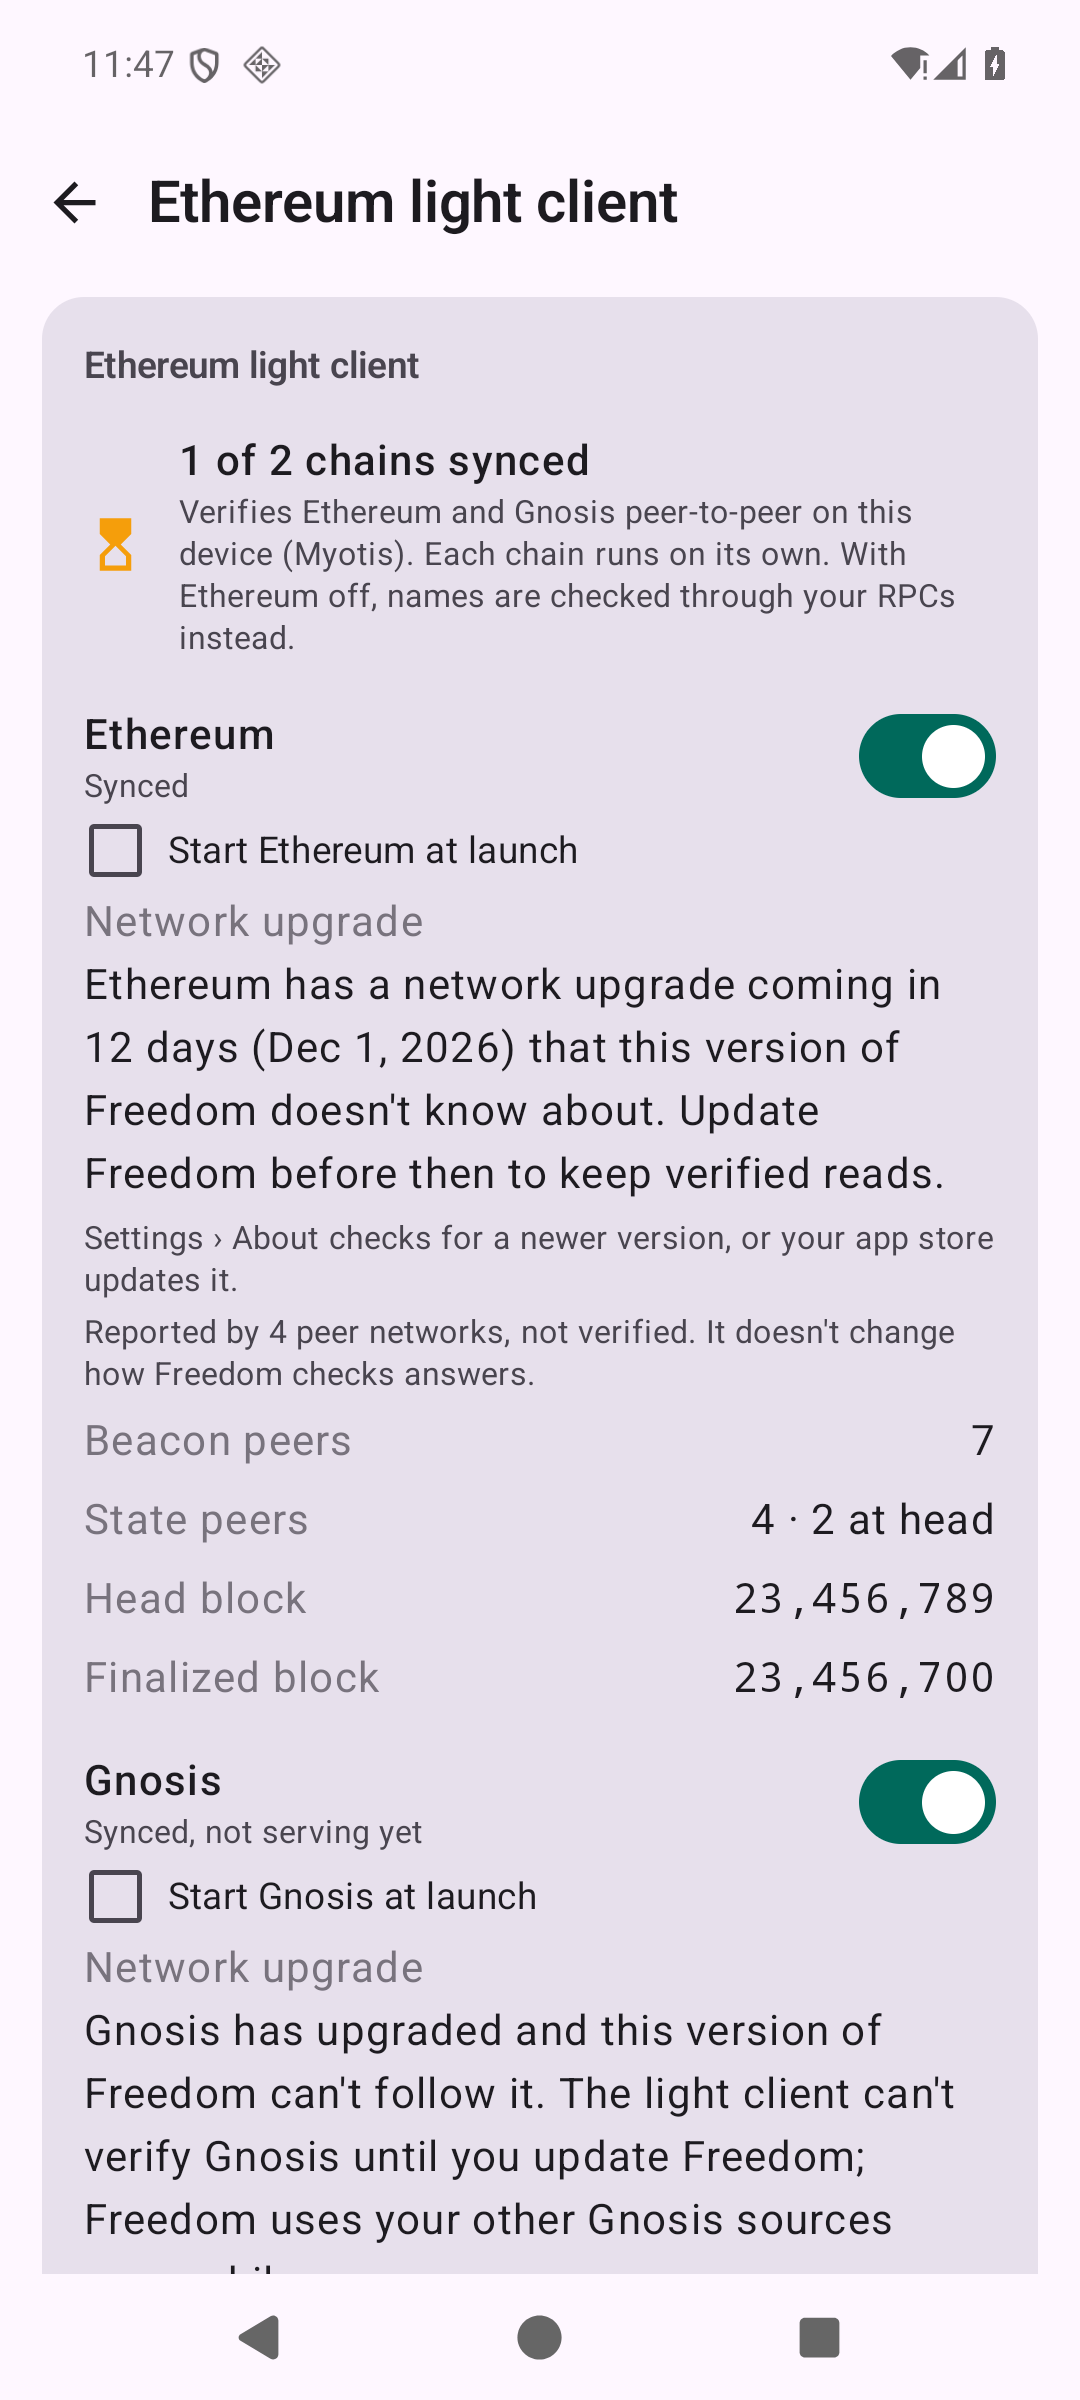 11:47
Ethereum light client
Ethereum light client
1 of 2 chains synced
Verifies Ethereum and Gnosis peer-to-peer on this
device (Myotis). Each chain runs on its own. With
Ethereum off, names are checked through your RPCs
instead.
Ethereum
Synced
Start Ethereum at launch
Network upgrade
Ethereum has a network upgrade coming in
12 days (Dec 1, 2026) that this version of
Freedom doesn't know about. Update
Freedom before then to keep verified reads.
Settings › About checks for a newer version, or your app store
updates it.
Reported by 4 peer networks, not verified. It doesn't change
how Freedom checks answers.
Beacon peers 7
State peers 4 · 2 at head
Head block 23,456,789
Finalized block 23,456,700
Gnosis
Synced, not serving yet
Start Gnosis at launch
Network upgrade
Gnosis has upgraded and this version of
Freedom can't follow it. The light client can't
verify Gnosis until you update Freedom;
Freedom uses your other Gnosis sources